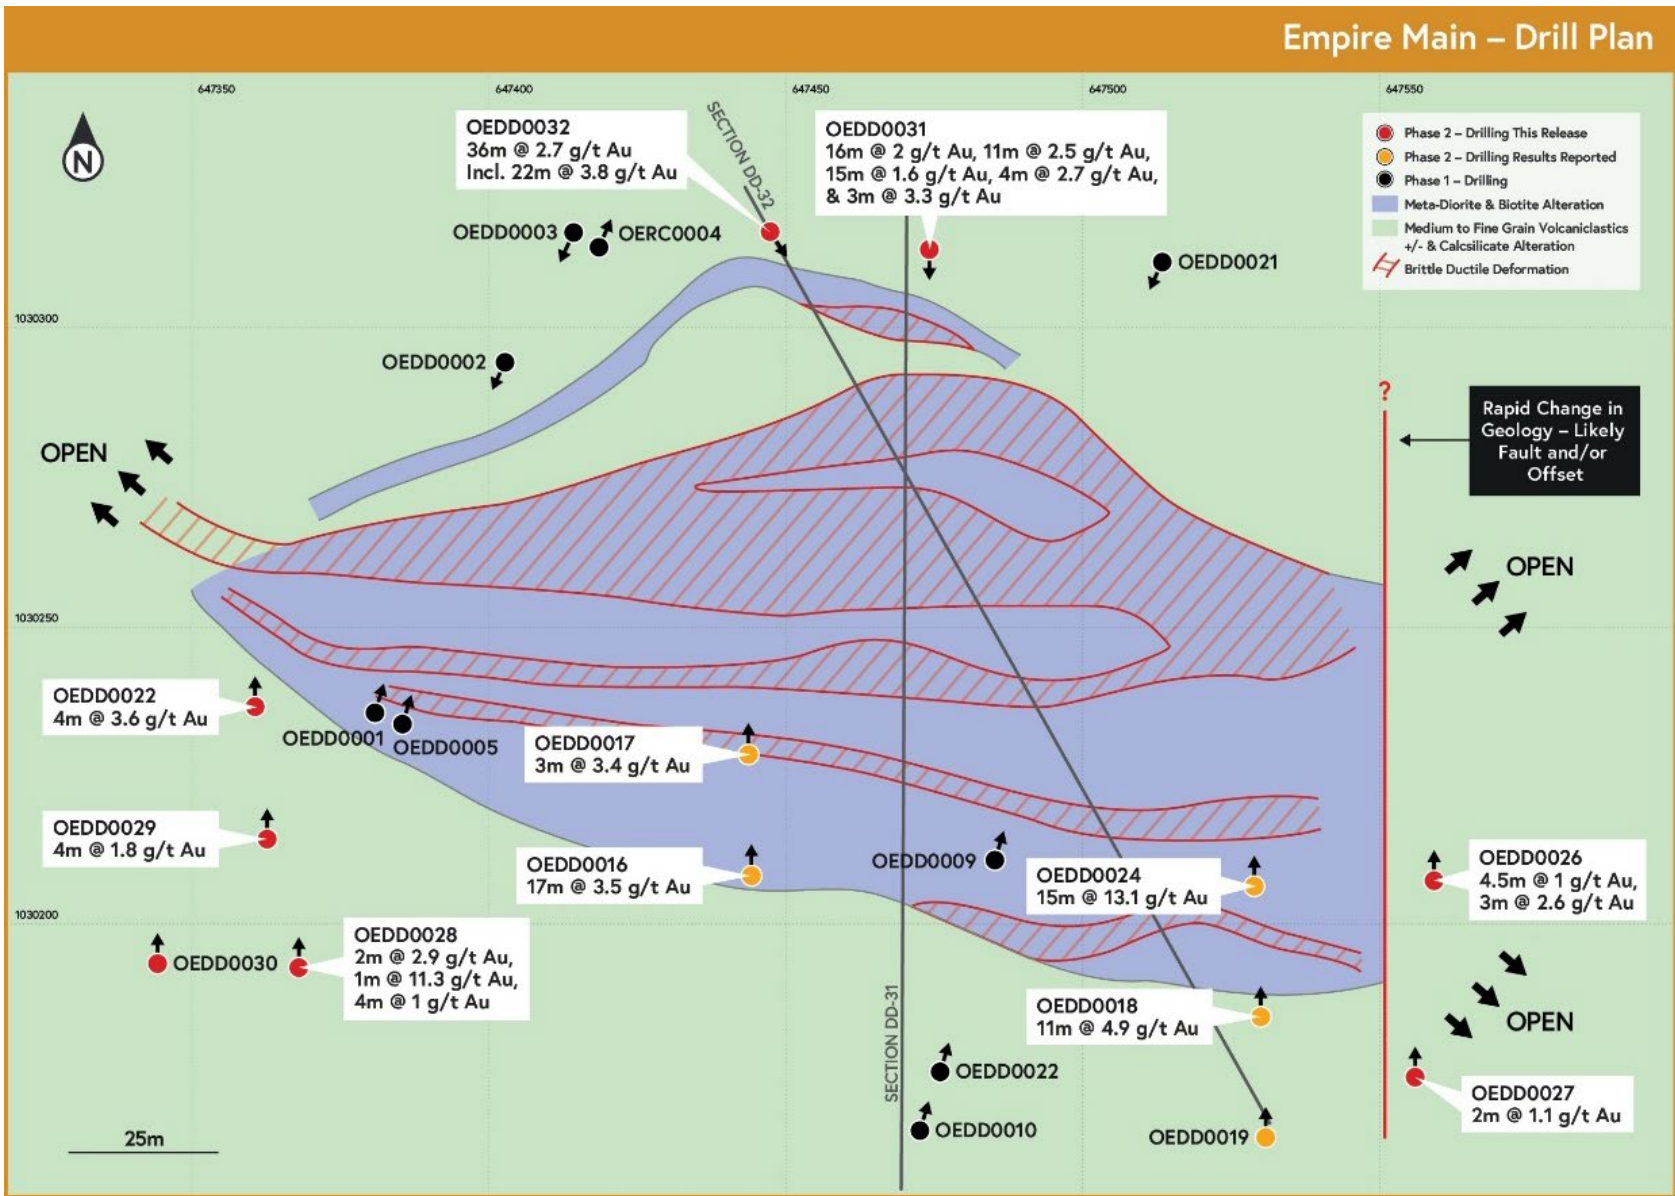 Empire Main – Drill Plan
647350
647400
647450
647500
647550
N
SECTION DD-32
OEDD0032
36m @ 2.7 g/t Au
Incl. 22m @ 3.8 g/t Au
OEDD0031
16m @ 2 g/t Au, 11m @ 2.5 g/t Au,
15m @ 1.6 g/t Au, 4m @ 2.7 g/t Au,
& 3m @ 3.3 g/t Au
Phase 2 – Drilling This Release
Phase 2 – Drilling Results Reported
Phase 1 – Drilling
Meta-Diorite & Biotite Alteration
Medium to Fine Grain Volcaniclastics
+/- & Calcsilicate Alteration
Brittle Ductile Deformation
OEDD0003
OERC0004
OEDD0021
1030300
OEDD0002
?
Rapid Change in
Geology – Likely
Fault and/or
Offset
OPEN
OPEN
1030250
OEDD0022
4m @ 3.6 g/t Au
OEDD0001
OEDD0005
OEDD0017
3m @ 3.4 g/t Au
OEDD0029
4m @ 1.8 g/t Au
OEDD0016
17m @ 3.5 g/t Au
OEDD0009
OEDD0024
15m @ 13.1 g/t Au
OEDD0026
4.5m @ 1 g/t Au,
3m @ 2.6 g/t Au
1030200
OEDD0030
OEDD0028
2m @ 2.9 g/t Au,
1m @ 11.3 g/t Au,
4m @ 1 g/t Au
SECTION DD-31
OEDD0018
11m @ 4.9 g/t Au
OPEN
OEDD0022
OEDD0027
2m @ 1.1 g/t Au
OEDD0010
OEDD0019
25m